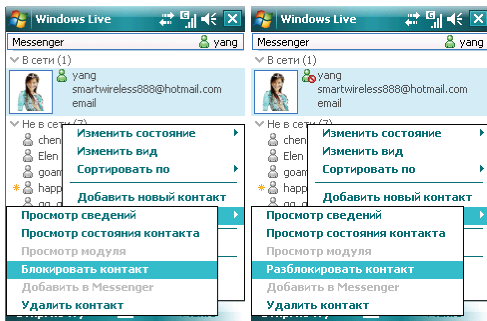 Windows Live
Messenger
yang
В сети (1)
yang
smartwireless888@hotmail.com
email
Не в сети (7)
chen
Elen
goam
happ
Изменить состояние
Изменить вид
Сортировать по
Добавить новый контакт
Просмотр сведений
Просмотр состояния контакта
Просмотр модуля
Блокировать контакт
Добавить в Messenger
Удалить контакт
Windows Live
Messenger
yang
В сети (1)
yang
smartwireless888@hotmail.com
email
Не в сети (7)
chen
Elen
goam
happ
Изменить состояние
Изменить вид
Сортировать по
Добавить новый контакт
Просмотр сведений
Просмотр состояния контакта
Просмотр модуля
Разблокировать контакт
Добавить в Messenger
Удалить контакт